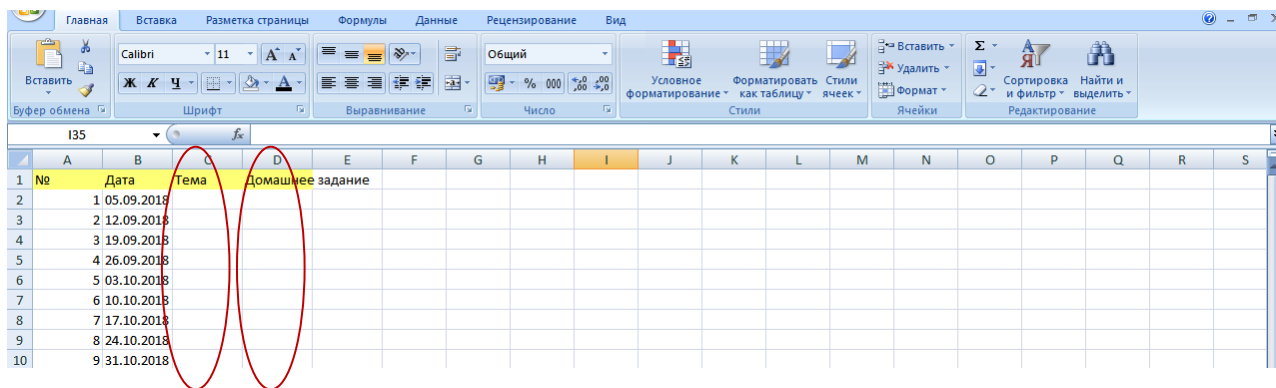 Главная Вставка Разметка страницы Формулы Данные Рецензирование Вид
Вставить
Буфер обмена
Calibri 11
Ж К Ч
Шрифт
Выравнивание
Общий
% 000 ,00 ,0
Число
Условное форматирование
Форматировать как таблицу
Стили ячеек
Стили
Вставить
Удалить
Формат
Ячейки
Σ
Сортировка и фильтр
Найти и выделить
Редактирование
I35 fx
A B C D E F G H I J K L M N O P Q R S
1 № Дата Тема Домашнее задание
2 1 05.09.2018
3 2 12.09.2018
4 3 19.09.2018
5 4 26.09.2018
6 5 03.10.2018
7 6 10.10.2018
8 7 17.10.2018
9 8 24.10.2018
10 9 31.10.2018